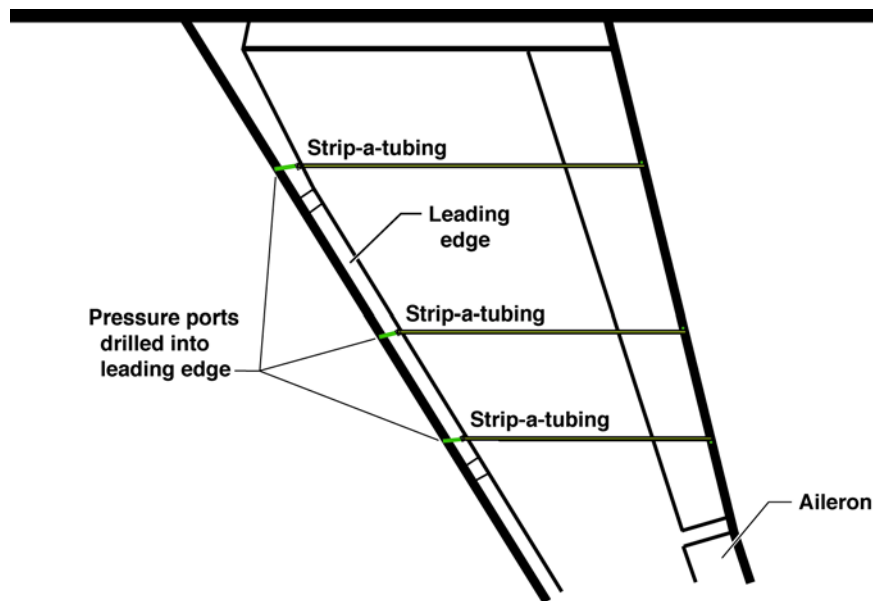 Strip-a-tubing
Leading
edge
Strip-a-tubing
Pressure ports
drilled into
leading edge
Strip-a-tubing
Aileron